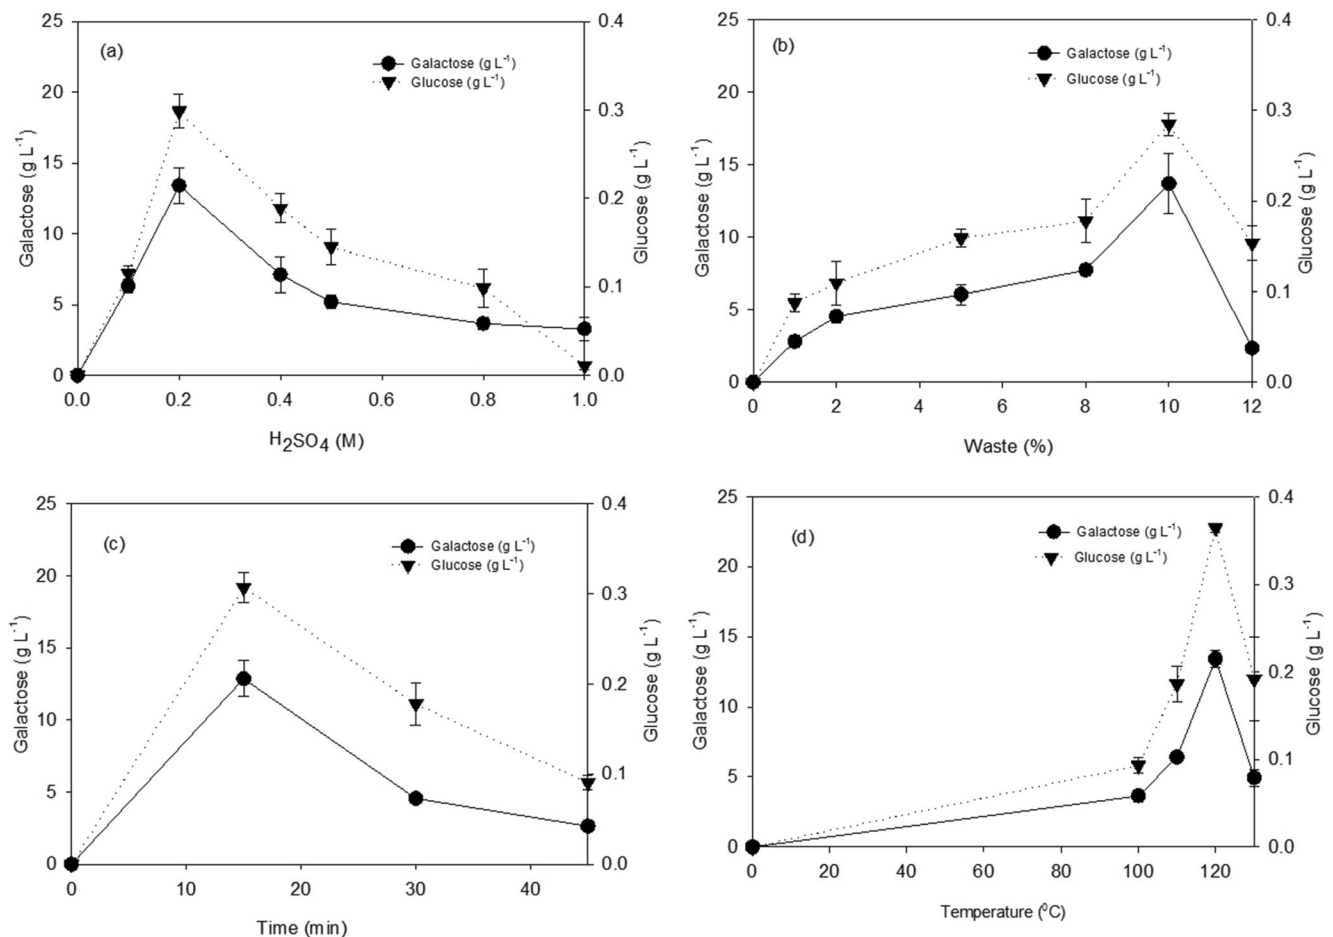 (a)
Galactose (g L⁻¹)
Glucose (g L⁻¹)
25
20
15
10
5
0
Galactose (g L⁻¹)
0.4
0.3
0.2
0.1
0.0
Glucose (g L⁻¹)
0.0 0.2 0.4 0.6 0.8 1.0
H₂SO₄ (M)
(b)
Galactose (g L⁻¹)
Glucose (g L⁻¹)
25
20
15
10
5
0
Galactose (g L⁻¹)
0.4
0.3
0.2
0.1
0.0
Glucose (g L⁻¹)
0 2 4 6 8 10 12
Waste (%)
(c)
Galactose (g L⁻¹)
Glucose (g L⁻¹)
25
20
15
10
5
0
Galactose (g L⁻¹)
0.4
0.3
0.2
0.1
0.0
Glucose (g L⁻¹)
0 10 20 30 40
Time (min)
(d)
Galactose (g L⁻¹)
Glucose (g L⁻¹)
25
20
15
10
5
0
Galactose (g L⁻¹)
0.4
0.3
0.2
0.1
0.0
Glucose (g L⁻¹)
0 20 40 60 80 100 120
Temperature (⁰C)